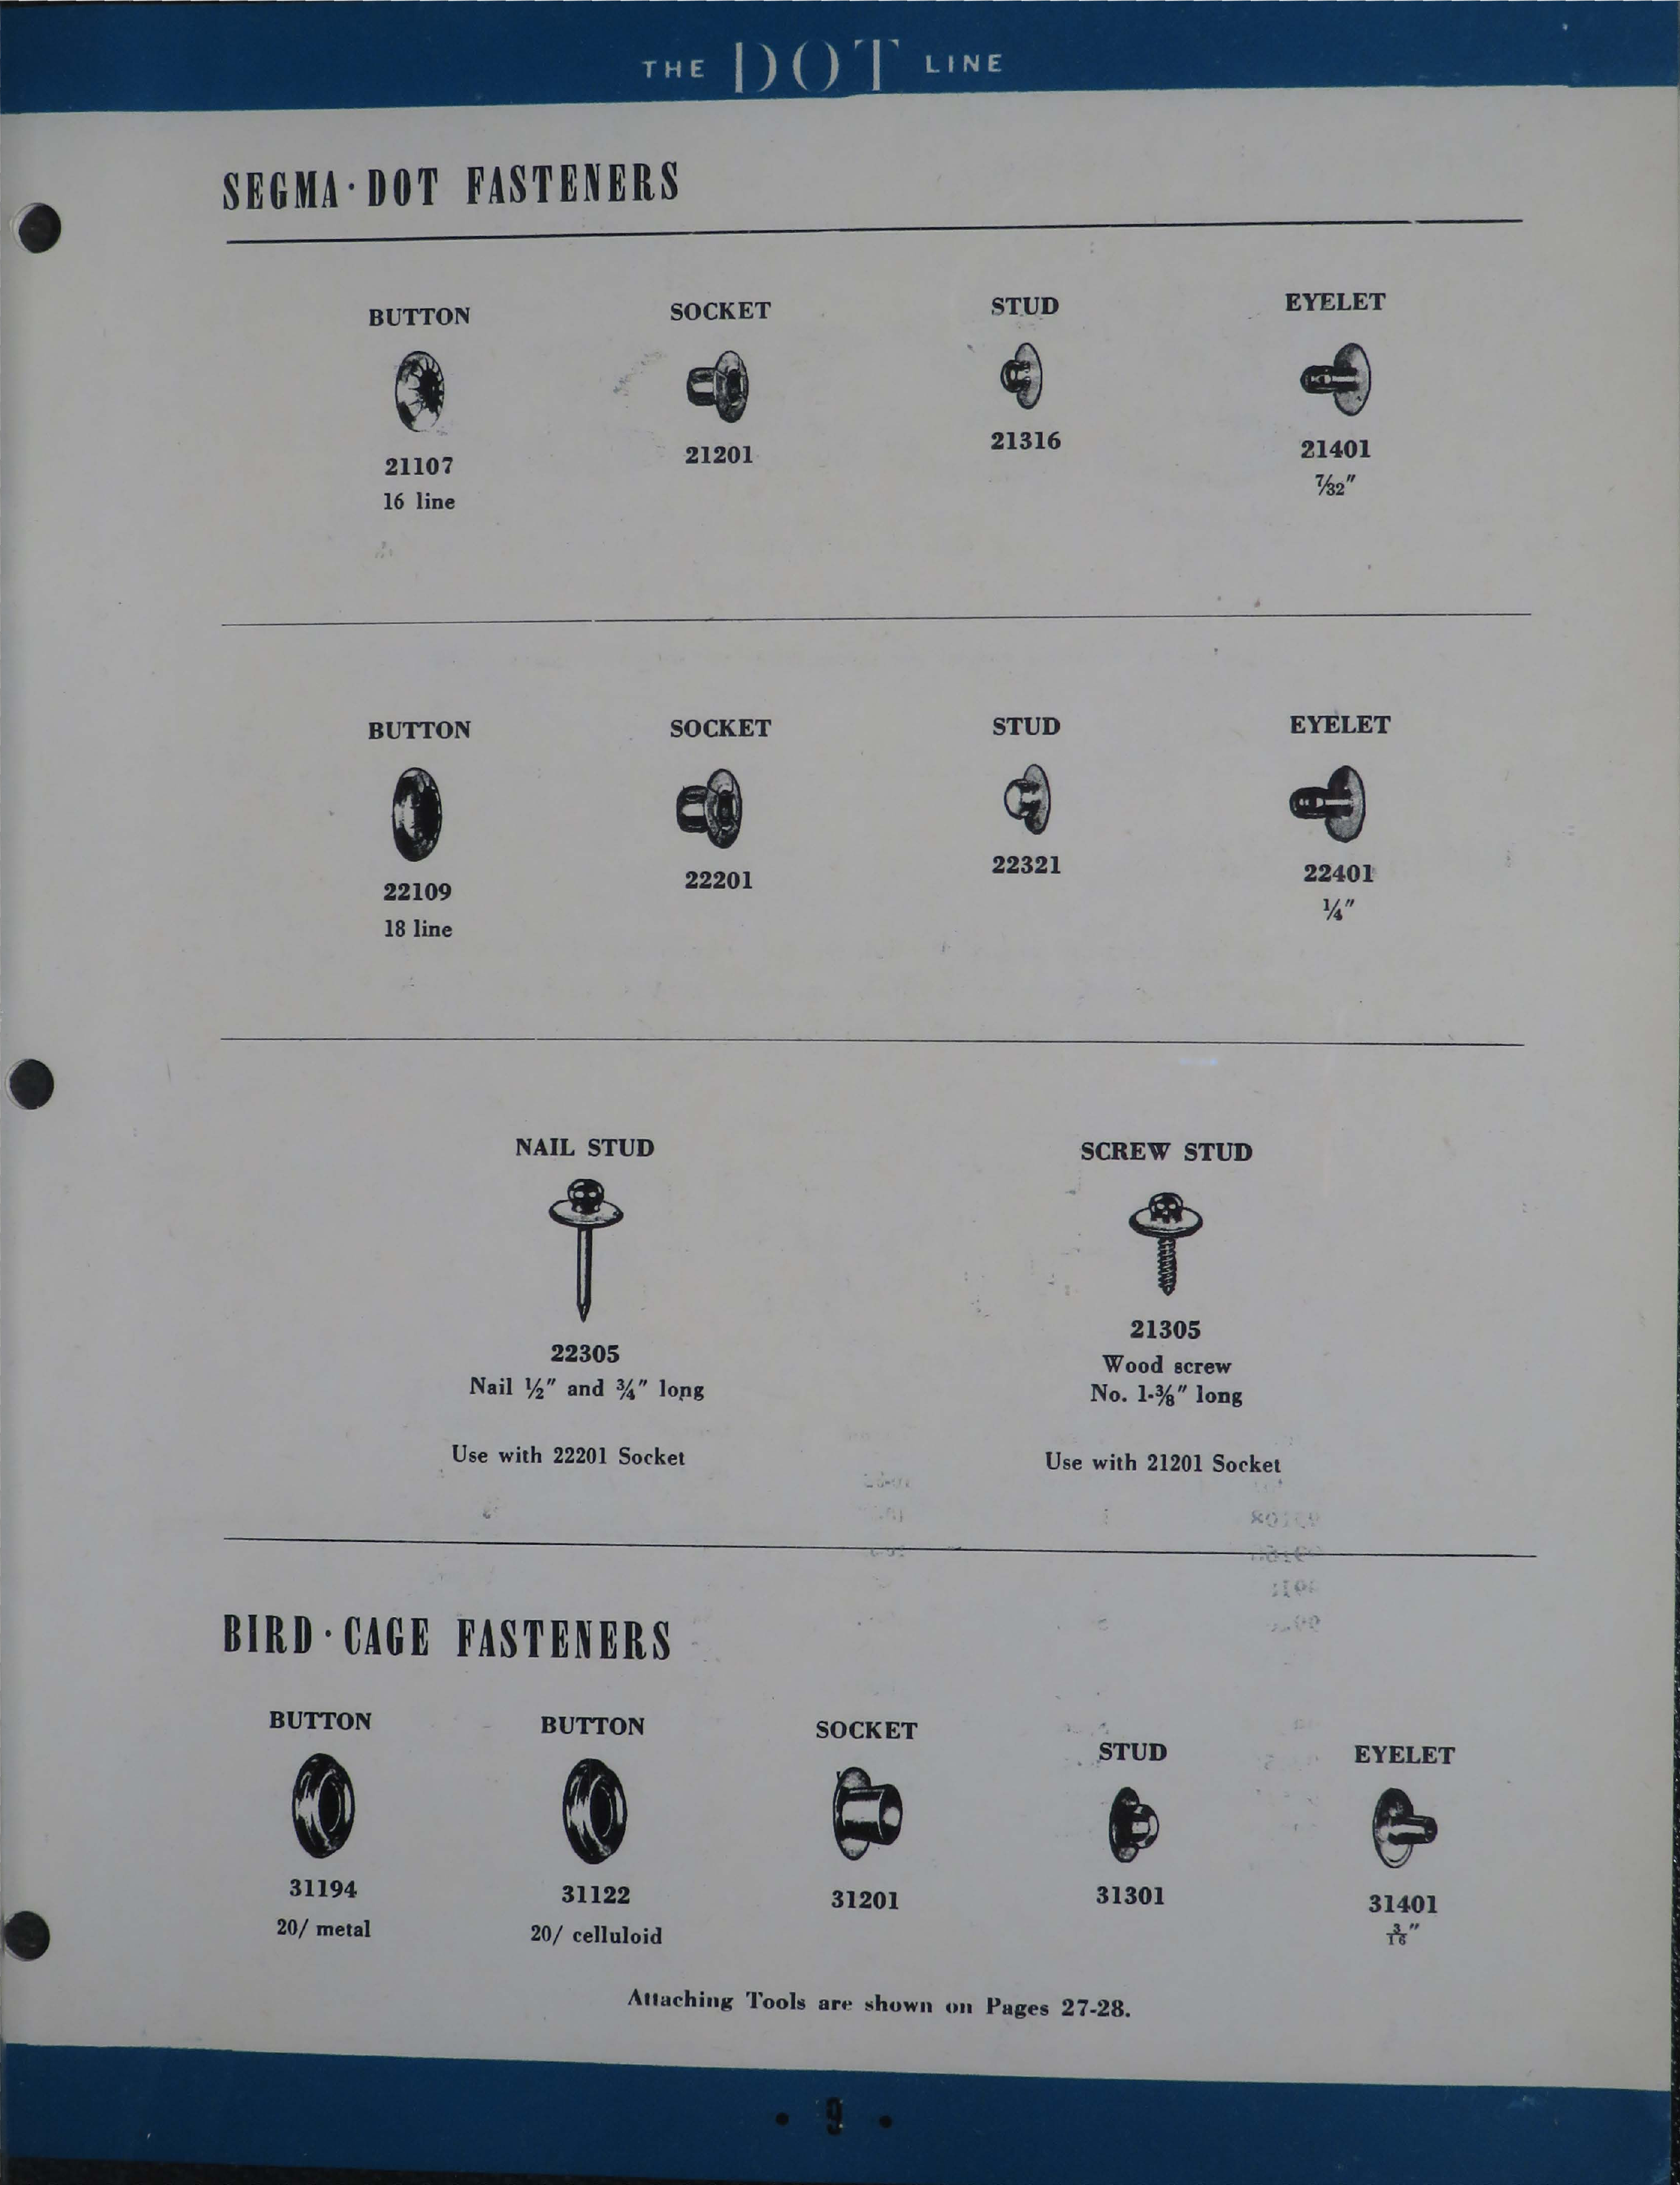 THE DOT LINE
SEGMA·DOT FASTENERS
BUTTON SOCKET STUD EYELET
21107 21201 21316 21401
16 line 7/32"
BUTTON SOCKET STUD EYELET
22109 22201 22321 22401
18 line 1/4"
NAIL STUD SCREW STUD
22305 21305
Nail 1/2" and 3/4" long Wood screw
No. 1-3/8" long
Use with 22201 Socket Use with 21201 Socket
BIRD·CAGE FASTENERS
BUTTON BUTTON SOCKET STUD EYELET
31194 31122 31201 31301 31401
20/ metal 20/ celluloid 3/16"
Attaching Tools are shown on Pages 27-28.
• 9 •